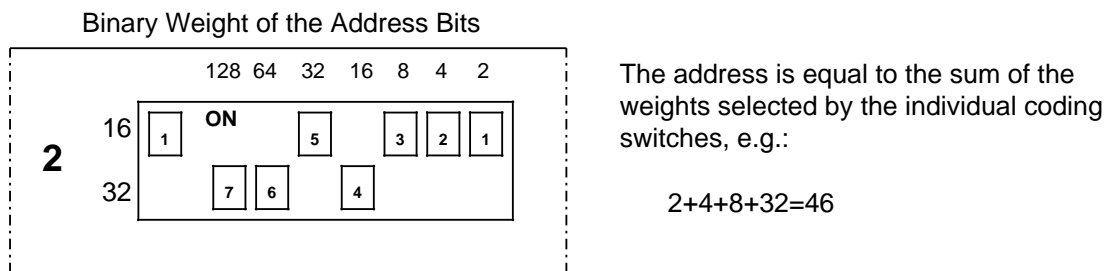 Binary Weight of the Address Bits
128 64 32 16 8 4 2
The address is equal to the sum of the
weights selected by the individual coding
switches, e.g.:
2+4+8+32=46
2
16
32
ON
1 5 3 2 1
7 6 4